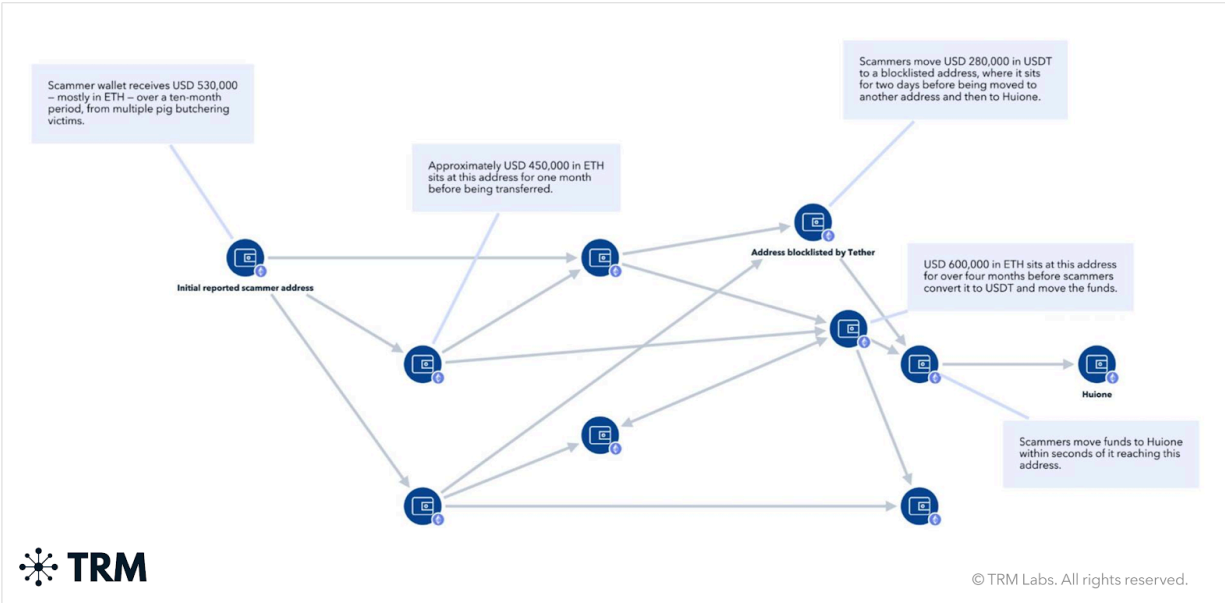 Scammer wallet receives USD 530,000
– mostly in ETH – over a ten-month
period, from multiple pig butchering
victims.
Approximately USD 450,000 in ETH
sits at this address for one month
before being transferred.
Scammers move USD 280,000 in USDT
to a blocklisted address, where it sits
for two days before being moved to
another address and then to Huione.
Address blocklisted by Tether
Initial reported scammer address
USD 600,000 in ETH sits at this address
for over four months before scammers
convert it to USDT and move the funds.
Huione
Scammers move funds to Huione
within seconds of it reaching this
address.
TRM
© TRM Labs. All rights reserved.